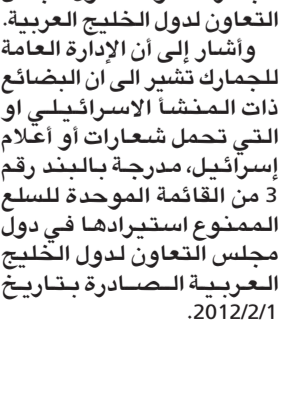 التعاون لدول الخليج العربية.
وأشار إلى أن الإدارة العامة
للجمارك تشير الى ان البضائع
ذات المنشأ الاسرائيلي او
التي تحمل شعارات أو أعلام
إسرائيل، مدرجة بالبند رقم
3 من القائمة الموحدة للسلع
الممنوع استيرادها في دول
مجلس التعاون لدول الخليج
العربية الصادرة بتاريخ
2012/2/1.